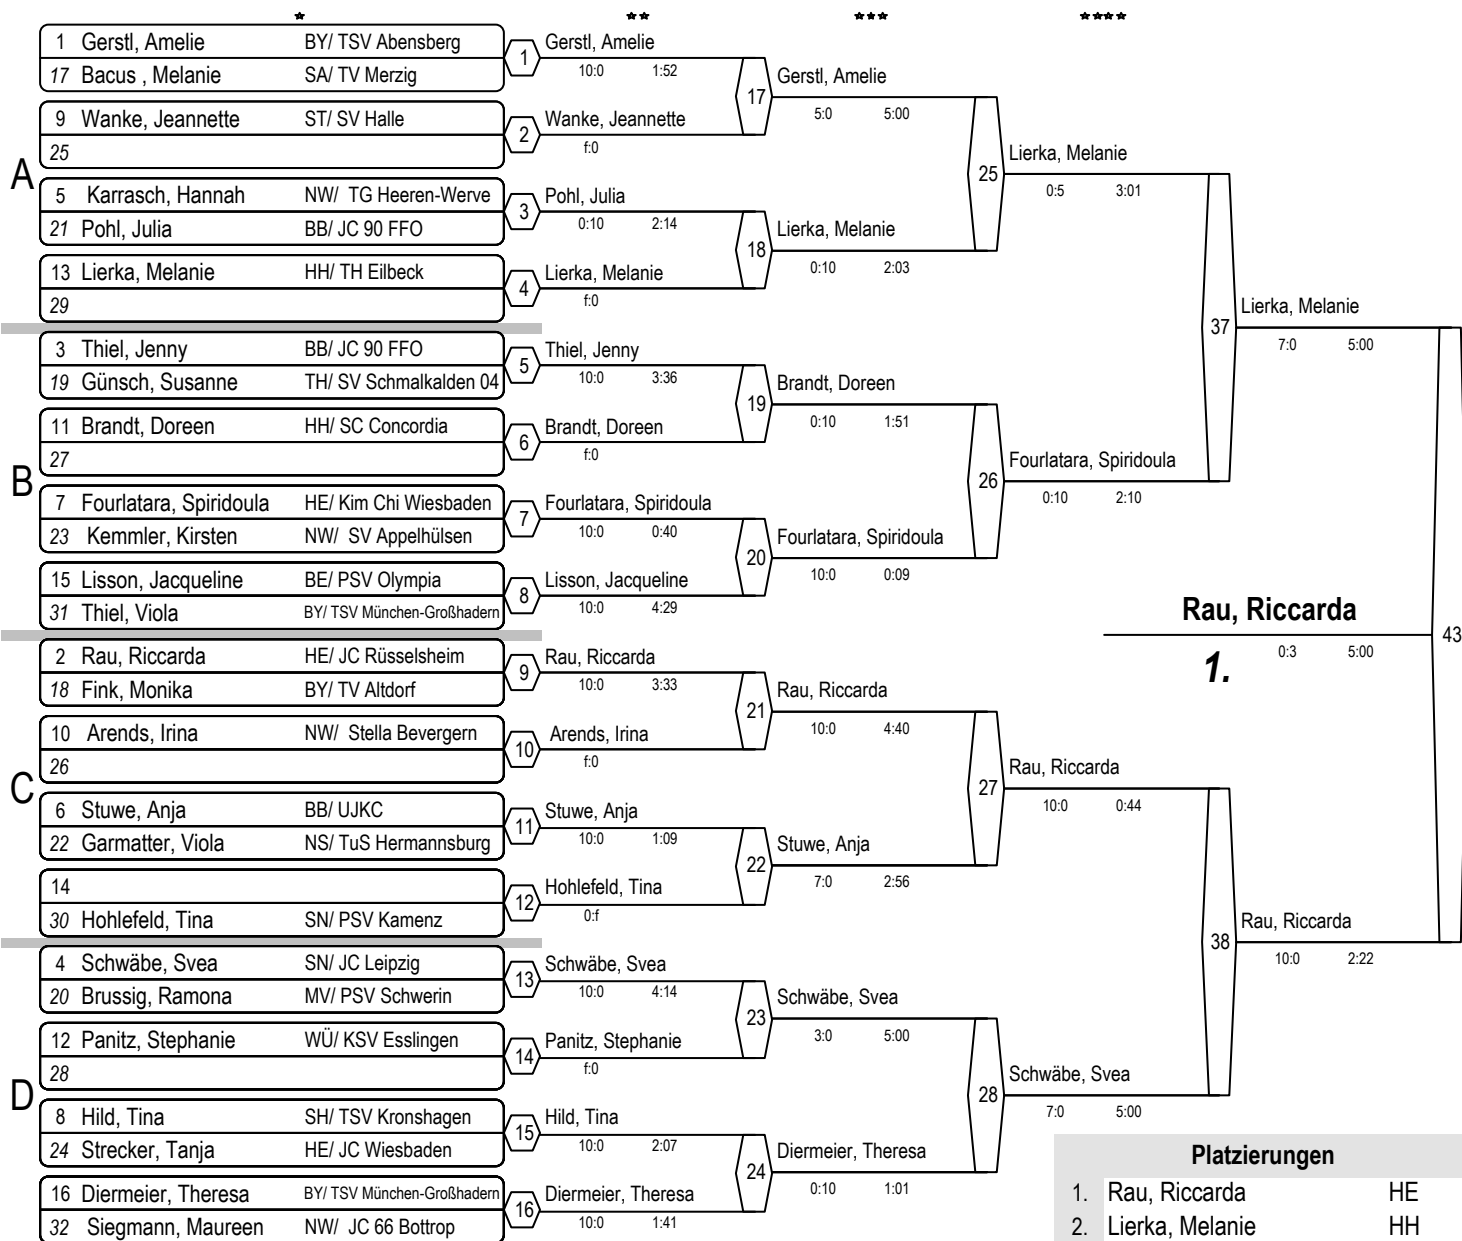 * ** *** ****
A
1 Gerstl, Amelie BY/ TSV Abensberg
17 Bacus , Melanie SA/ TV Merzig
9 Wanke, Jeannette ST/ SV Halle
25
5 Karrasch, Hannah NW/ TG Heeren-Werve
21 Pohl, Julia BB/ JC 90 FFO
13 Lierka, Melanie HH/ TH Eilbeck
29
B
3 Thiel, Jenny BB/ JC 90 FFO
19 Günsch, Susanne TH/ SV Schmalkalden 04
11 Brandt, Doreen HH/ SC Concordia
27
7 Fourlatara, Spiridoula HE/ Kim Chi Wiesbaden
23 Kemmler, Kirsten NW/ SV Appelhülsen
15 Lisson, Jacqueline BE/ PSV Olympia
31 Thiel, Viola BY/ TSV München-Großhadern
C
2 Rau, Riccarda HE/ JC Rüsselsheim
18 Fink, Monika BY/ TV Altdorf
10 Arends, Irina NW/ Stella Bevergern
26
6 Stuwe, Anja BB/ UJKC
22 Garmatter, Viola NS/ TuS Hermannsburg
14
30 Hohlefeld, Tina SN/ PSV Kamenz
D
4 Schwäbe, Svea SN/ JC Leipzig
20 Brussig, Ramona MV/ PSV Schwerin
12 Panitz, Stephanie WÜ/ KSV Esslingen
28
8 Hild, Tina SH/ TSV Kronshagen
24 Strecker, Tanja HE/ JC Wiesbaden
16 Diermeier, Theresa BY/ TSV München-Großhadern
32 Siegmann, Maureen NW/ JC 66 Bottrop
1 Gerstl, Amelie
10:0 1:52
2 Wanke, Jeannette
f:0
3 Pohl, Julia
0:10 2:14
4 Lierka, Melanie
f:0
5 Thiel, Jenny
10:0 3:36
6 Brandt, Doreen
f:0
7 Fourlatara, Spiridoula
10:0 0:40
8 Lisson, Jacqueline
10:0 4:29
9 Rau, Riccarda
10:0 3:33
10 Arends, Irina
f:0
11 Stuwe, Anja
10:0 1:09
12 Hohlefeld, Tina
0:f
13 Schwäbe, Svea
10:0 4:14
14 Panitz, Stephanie
f:0
15 Hild, Tina
10:0 2:07
16 Diermeier, Theresa
10:0 1:41
17 Gerstl, Amelie
5:0 5:00
18 Lierka, Melanie
0:10 2:03
19 Brandt, Doreen
0:10 1:51
20 Fourlatara, Spiridoula
10:0 0:09
21 Rau, Riccarda
10:0 4:40
22 Stuwe, Anja
7:0 2:56
23 Schwäbe, Svea
3:0 5:00
24 Diermeier, Theresa
0:10 1:01
25 Lierka, Melanie
0:5 3:01
26 Fourlatara, Spiridoula
0:10 2:10
27 Rau, Riccarda
10:0 0:44
28 Schwäbe, Svea
7:0 5:00
37 Lierka, Melanie
7:0 5:00
38 Rau, Riccarda
10:0 2:22
Rau, Riccarda
43
1. 0:3 5:00
Platzierungen
1. Rau, Riccarda HE
2. Lierka, Melanie HH